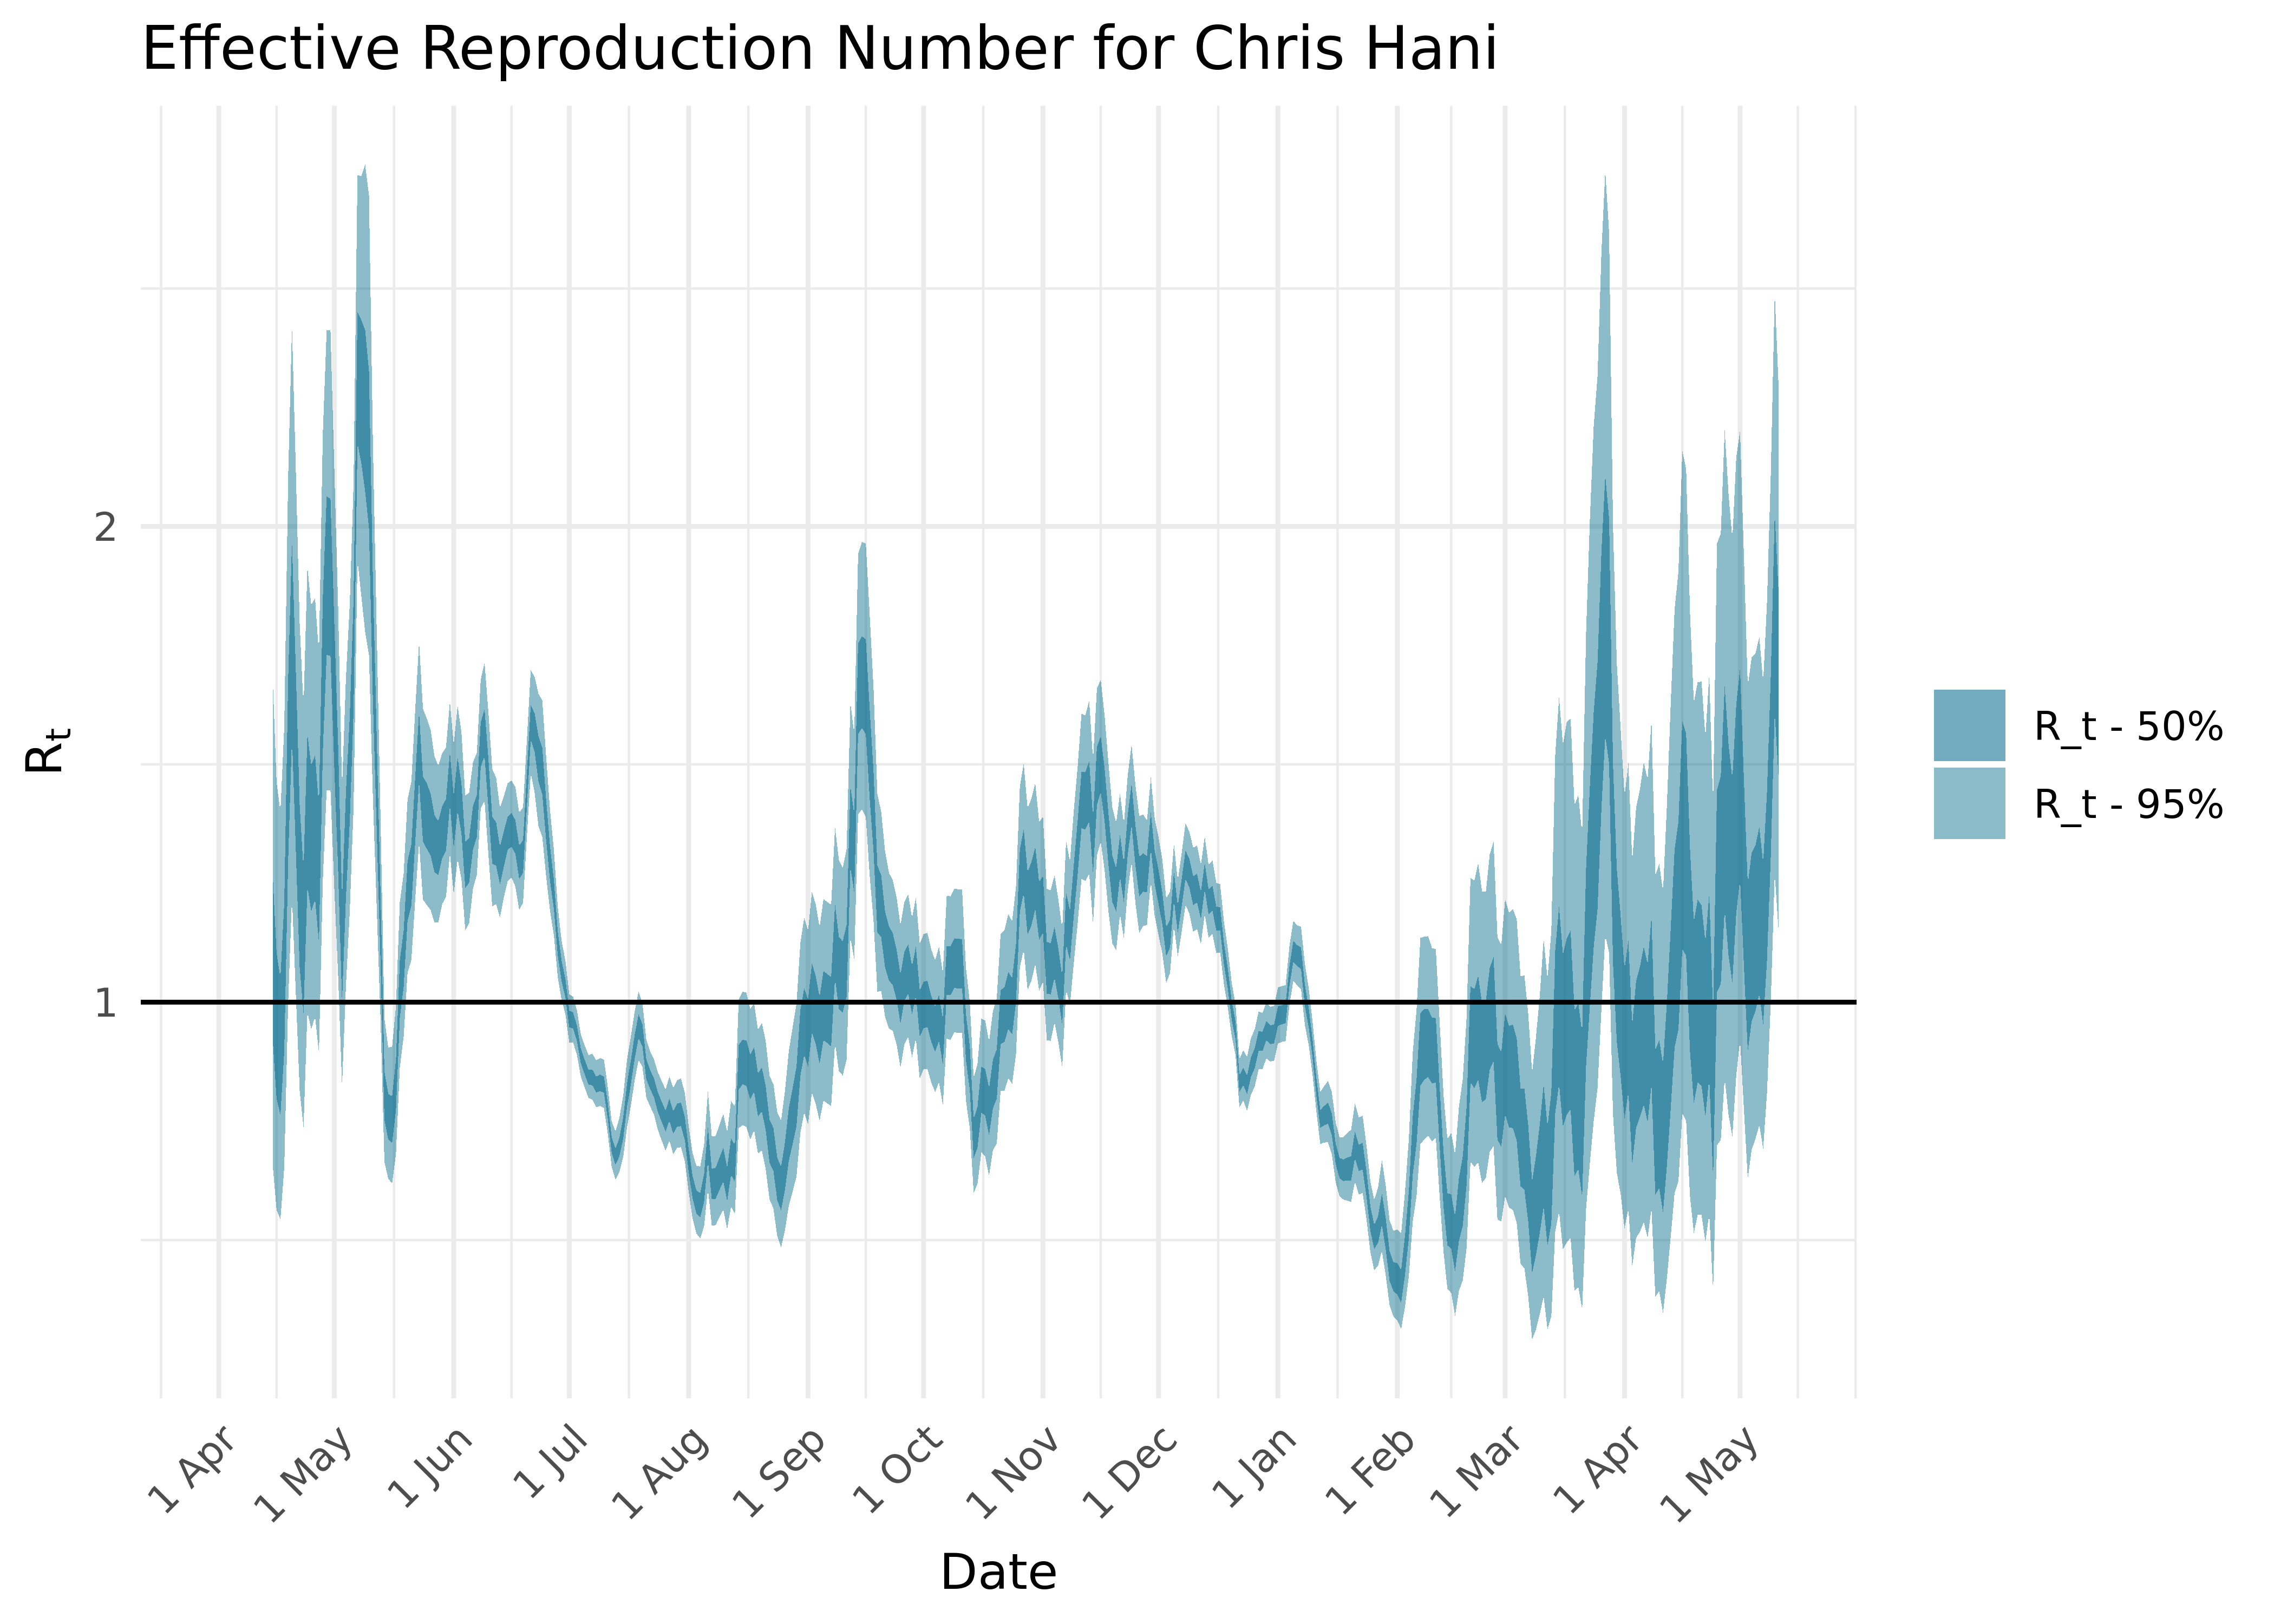 Effective Reproduction Number for Chris Hani
R_t
2
1
R_t - 50%
R_t - 95%
1 Apr
1 May
1 Jun
1 Jul
1 Aug
1 Sep
1 Oct
1 Nov
1 Dec
1 Jan
1 Feb
1 Mar
1 Apr
1 May
Date